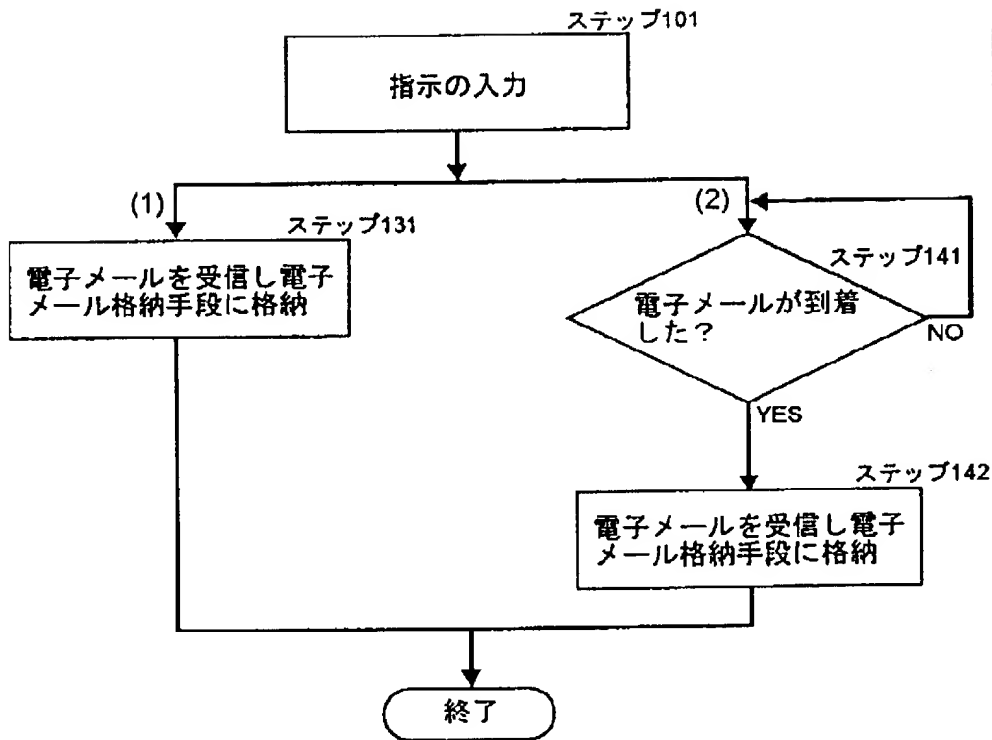 ステップ101
指示の入力
(1)
(2)
ステップ131
電子メールを受信し電子
メール格納手段に格納
ステップ141
電子メールが到着
した?
NO
YES
ステップ142
電子メールを受信し電子
メール格納手段に格納
終了